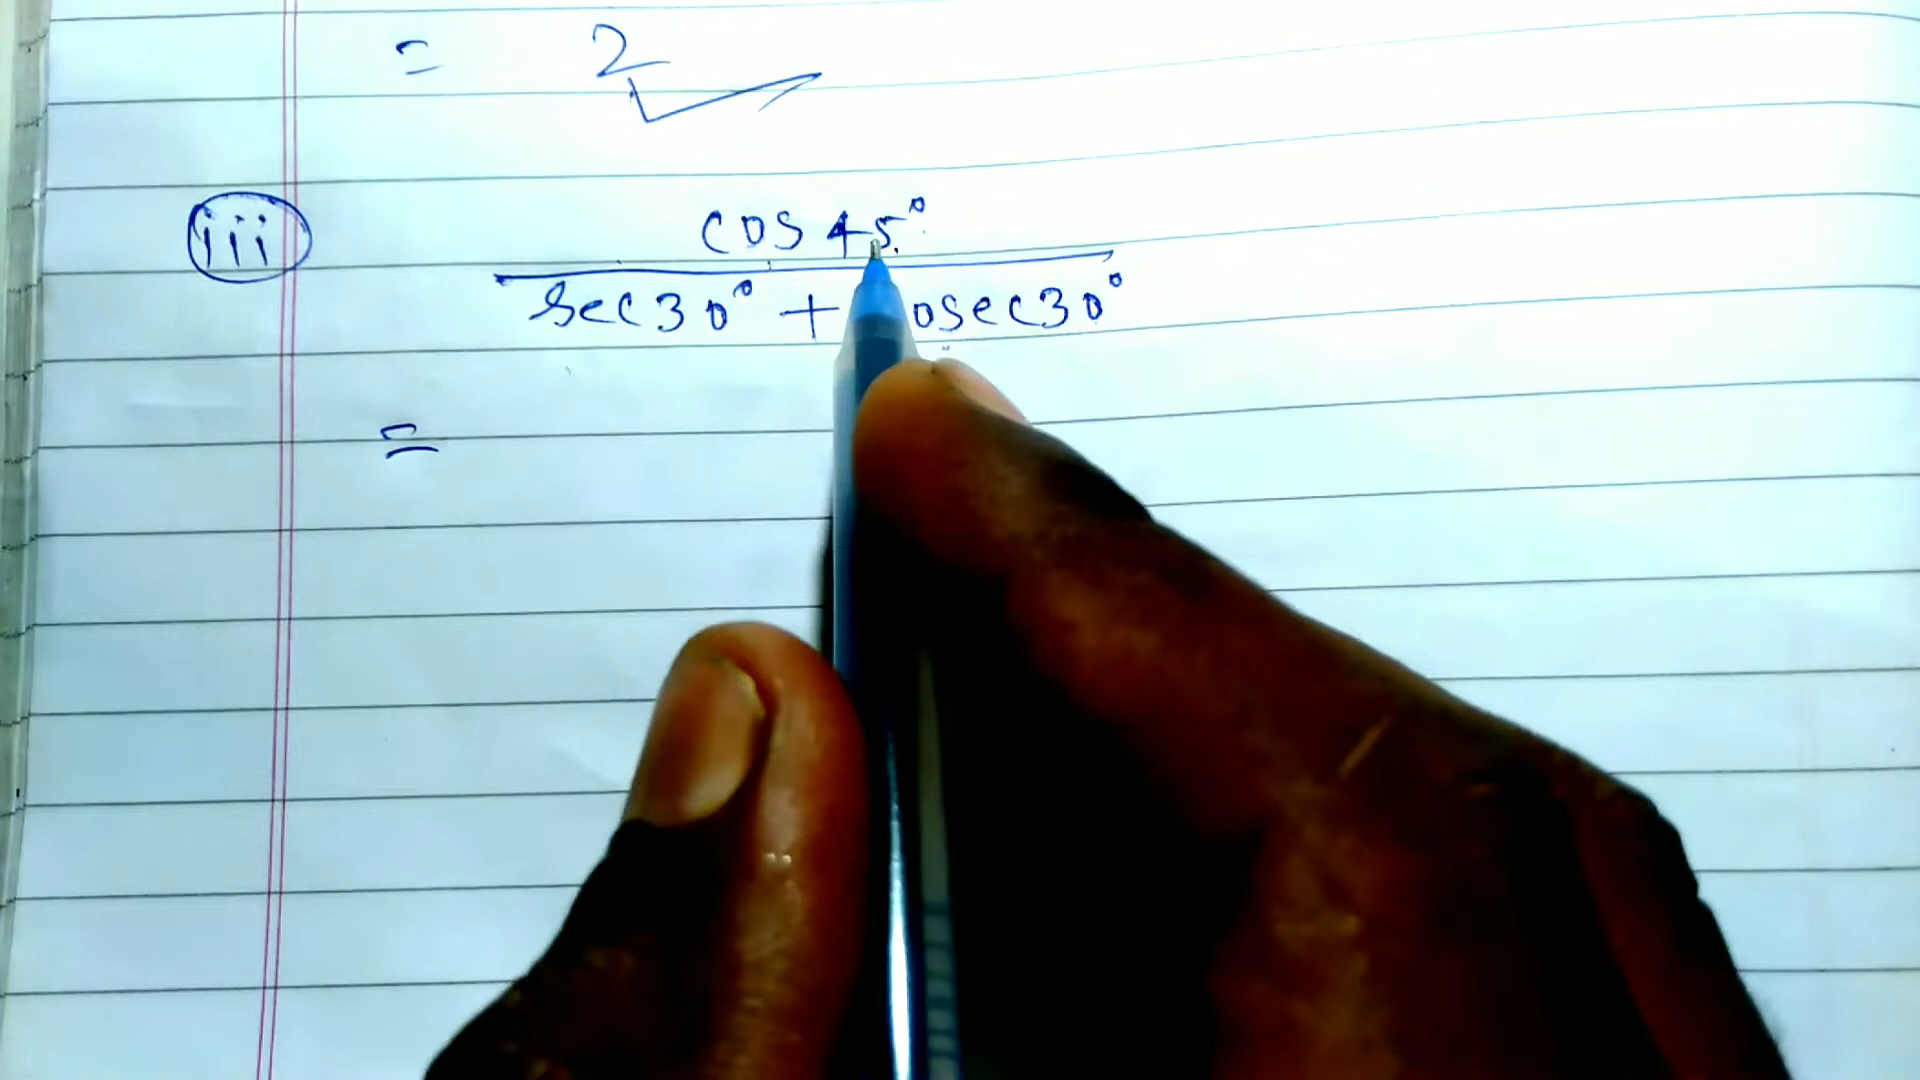 = 2
iii cos 45°
sec 30° + osec 30°
=